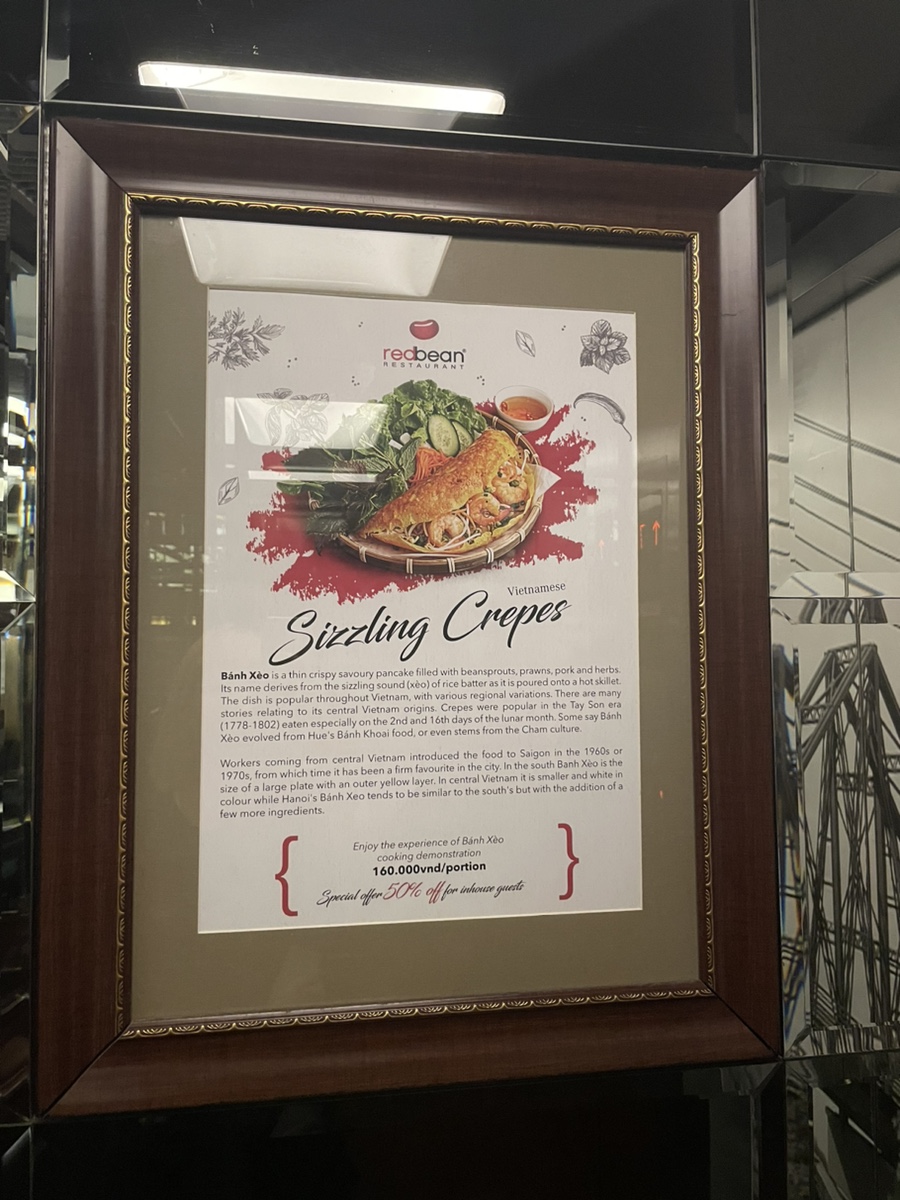 redbean®
RESTAURANT
Vietnamese
Sizzling Crepes
Bánh Xèo is a thin crispy savoury pancake filled with beansprouts, prawns, pork and herbs.
Its name derives from the sizzling sound (xèo) of rice batter as it is poured onto a hot skillet.
The dish is popular throughout Vietnam, with various regional variations. There are many
stories relating to its central Vietnam origins. Crepes were popular in the Tay Son era
(1778-1802) eaten especially on the 2nd and 16th days of the lunar month. Some say Bánh
Xèo evolved from Hue's Bánh Khoai food, or even stems from the Cham culture.
Workers coming from central Vietnam introduced the food to Saigon in the 1960s or
1970s, from which time it has been a firm favourite in the city. In the south Banh Xèo is the
size of a large plate with an outer yellow layer. In central Vietnam it is smaller and white in
colour while Hanoi's Bánh Xeo tends to be similar to the south's but with the addition of a
few more ingredients.
Enjoy the experience of Bánh Xèo
cooking demonstration
160.000vnd/portion
Special offer 50% off for inhouse guests